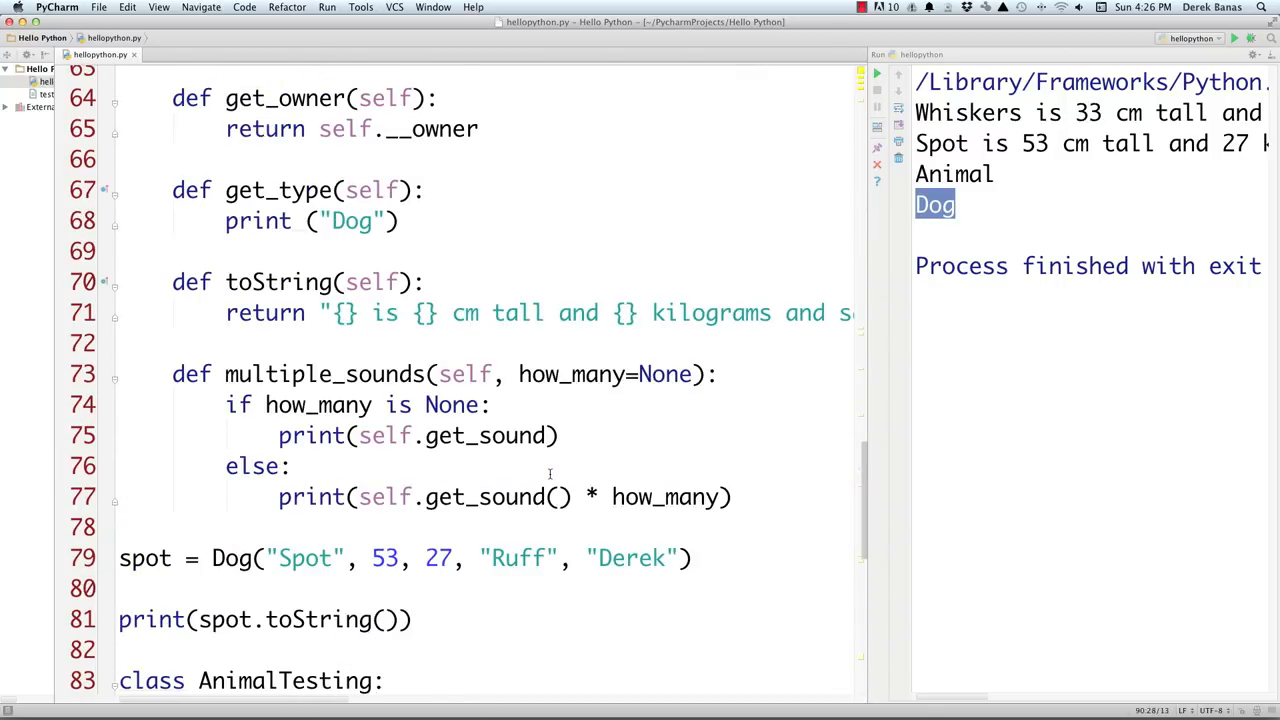 PyCharm File Edit View Navigate Code Refactor Run Tools VCS Window Help 10 Sun 4:26 PM Derek Banas
hellopython.py – Hello Python – [~/PycharmProjects/Hello Python]
Hello Python hellopython.py hellopython
hellopython.py Run hellopython
Hello P
hell
test
Externa
63
64 def get_owner(self):
65 return self.__owner
66
67 def get_type(self):
68 print ("Dog")
69
70 def toString(self):
71 return "{} is {} cm tall and {} kilograms and s
72
73 def multiple_sounds(self, how_many=None):
74 if how_many is None:
75 print(self.get_sound)
76 else:
77 print(self.get_sound() * how_many)
78
79 spot = Dog("Spot", 53, 27, "Ruff", "Derek")
80
81 print(spot.toString())
82
83 class AnimalTesting:
/Library/Frameworks/Python.
Whiskers is 33 cm tall and
Spot is 53 cm tall and 27 k
Animal
Dog
Process finished with exit
90:28/13 LF UTF-8